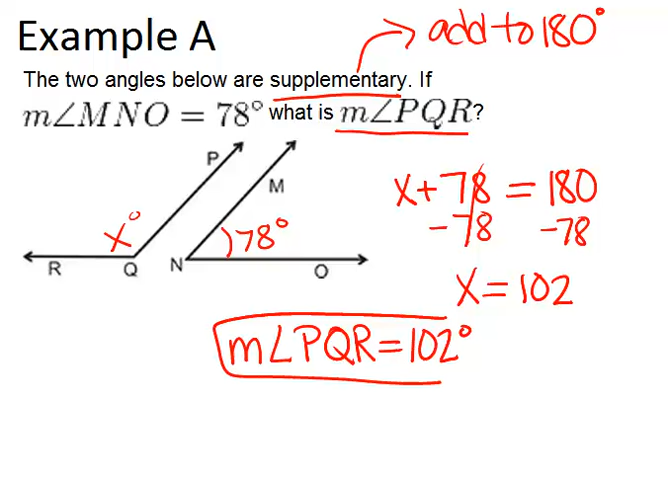 Example A
add to 180°
The two angles below are supplementary. If
m∠MNO = 78° what is m∠PQR?
P
M
x°
78°
R
Q
N
O
x + 78 = 180
- 78 -78
x = 102
m∠PQR = 102°